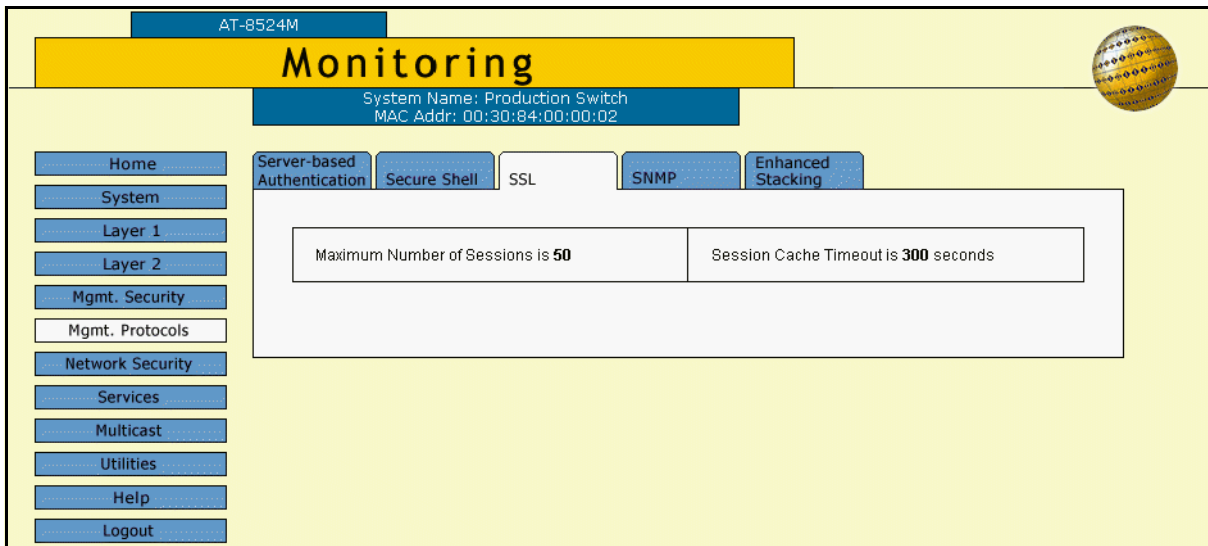 AT-8524M
Monitoring
System Name: Production Switch
MAC Addr: 00:30:84:00:00:02
Home
System
Layer 1
Layer 2
Mgmt. Security
Mgmt. Protocols
Network Security
Services
Multicast
Utilities
Help
Logout
Server-based
Authentication
Secure Shell
SSL
SNMP
Enhanced
Stacking
Maximum Number of Sessions is 50
Session Cache Timeout is 300 seconds